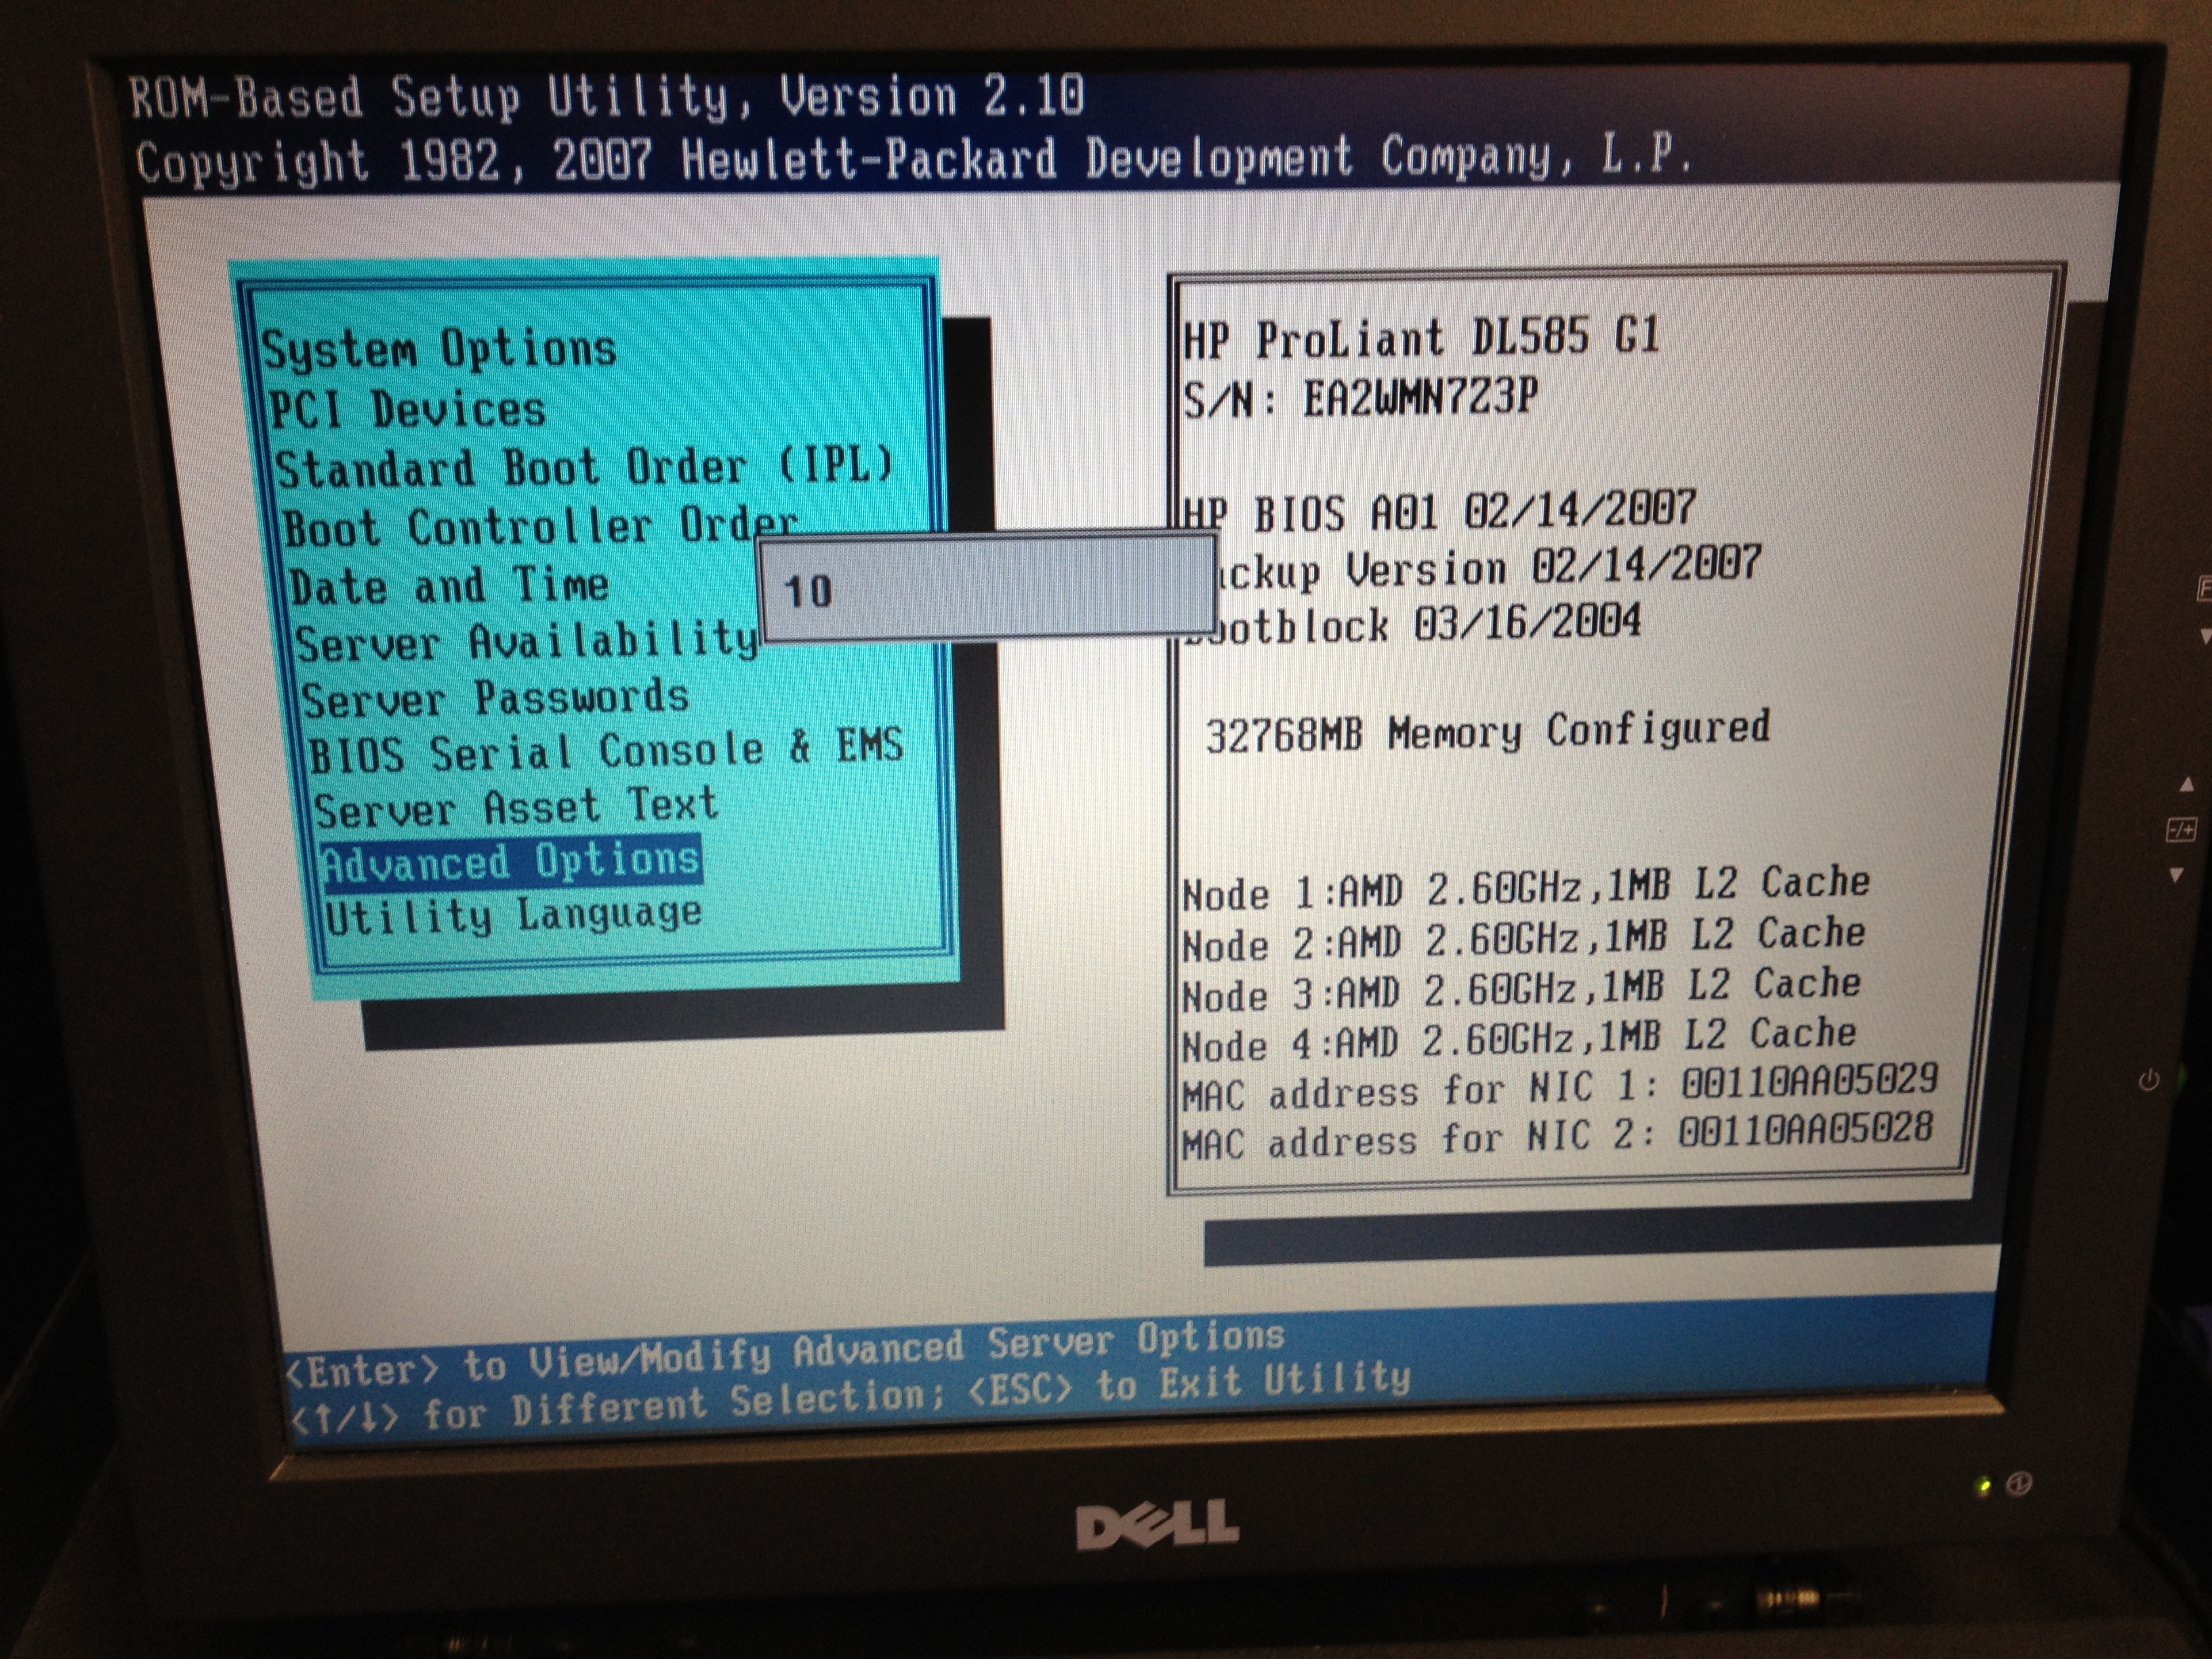 ROM-Based Setup Utility, Version 2.10
Copyright 1982, 2007 Hewlett-Packard Development Company, L.P.
System Options
PCI Devices
Standard Boot Order (IPL)
Boot Controller Order
Date and Time
Server Availability
Server Passwords
BIOS Serial Console & EMS
Server Asset Text
Advanced Options
Utility Language
10
HP ProLiant DL585 G1
S/N: EA2WMN7Z3P
HP BIOS A01 02/14/2007
ckup Version 02/14/2007
otblock 03/16/2004
32768MB Memory Configured
Node 1:AMD 2.60GHz,1MB L2 Cache
Node 2:AMD 2.60GHz,1MB L2 Cache
Node 3:AMD 2.60GHz,1MB L2 Cache
Node 4:AMD 2.60GHz,1MB L2 Cache
MAC address for NIC 1: 00110AA05029
MAC address for NIC 2: 00110AA05028
<Enter> to View/Modify Advanced Server Options
<↑/↓> for Different Selection; <ESC> to Exit Utility
-/+
DELL